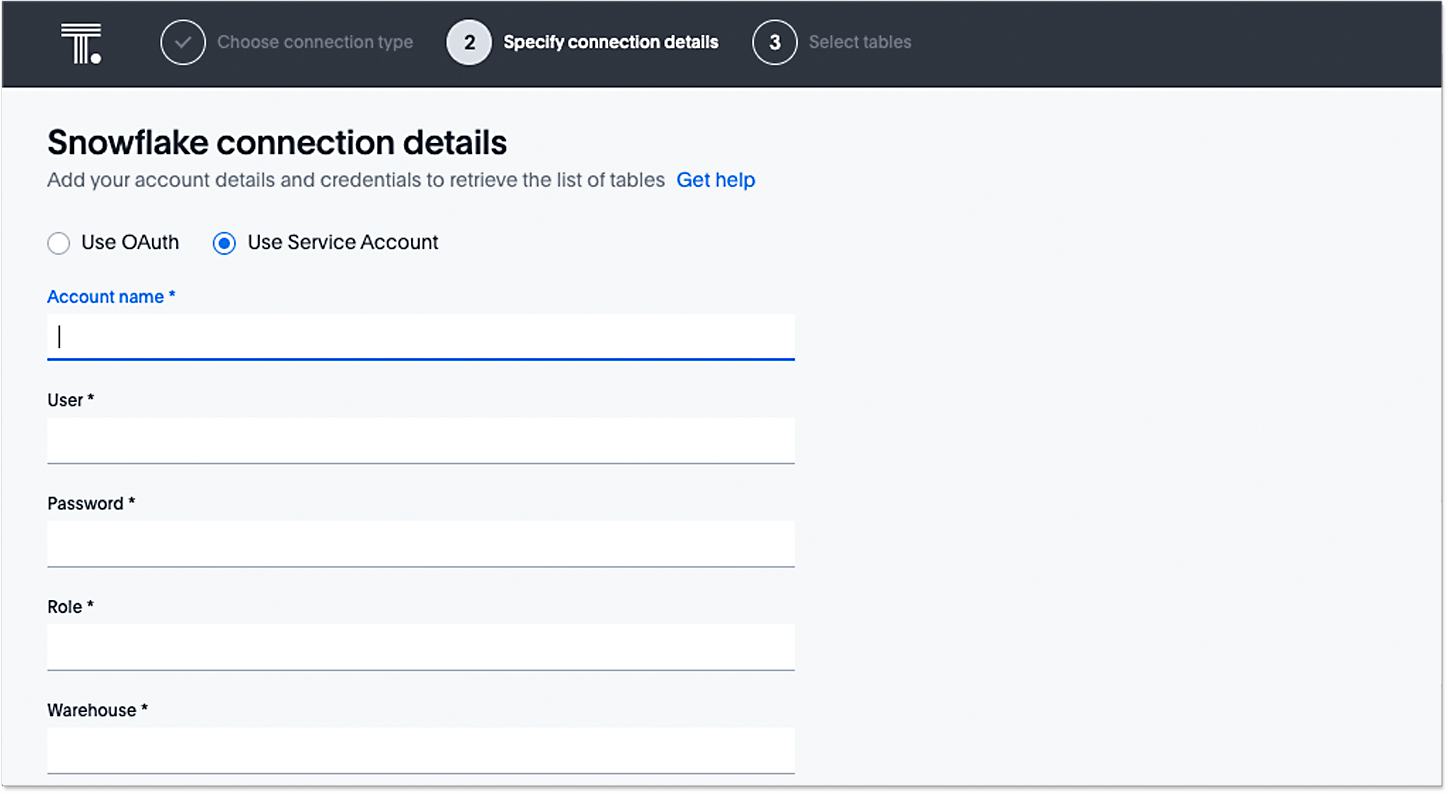 T. Choose connection type 2 Specify connection details 3 Select tables
Snowflake connection details
Add your account details and credentials to retrieve the list of tables Get help
Use OAuth Use Service Account
Account name *
User *
Password *
Role *
Warehouse *